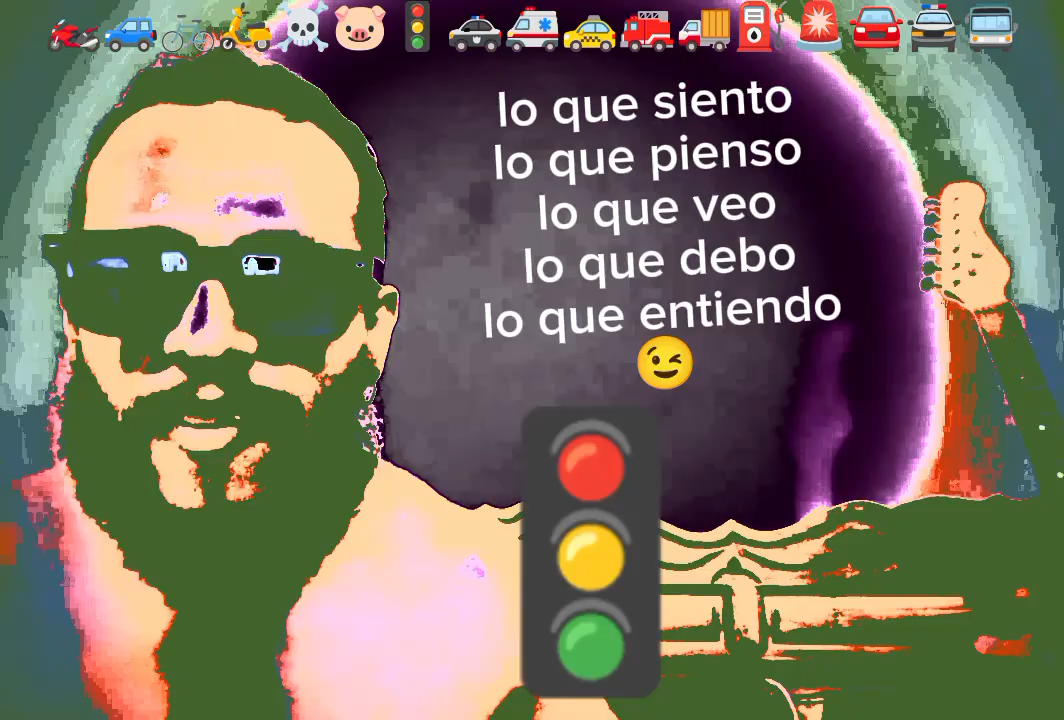 lo que siento
lo que pienso
lo que veo
lo que debo
lo que entiendo